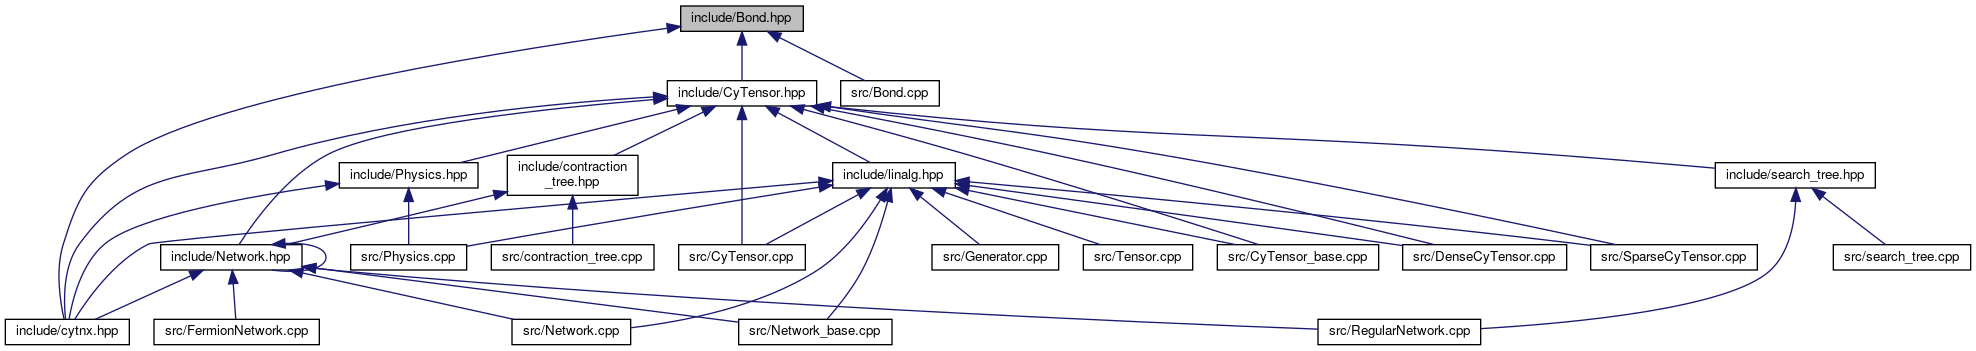 include/Bond.hpp
include/CyTensor.hpp
src/Bond.cpp
include/Physics.hpp
include/contraction
_tree.hpp
include/linalg.hpp
include/search_tree.hpp
include/Network.hpp
src/Physics.cpp
src/contraction_tree.cpp
src/CyTensor.cpp
src/Generator.cpp
src/Tensor.cpp
src/CyTensor_base.cpp
src/DenseCyTensor.cpp
src/SparseCyTensor.cpp
src/search_tree.cpp
include/cytnx.hpp
src/FermionNetwork.cpp
src/Network.cpp
src/Network_base.cpp
src/RegularNetwork.cpp